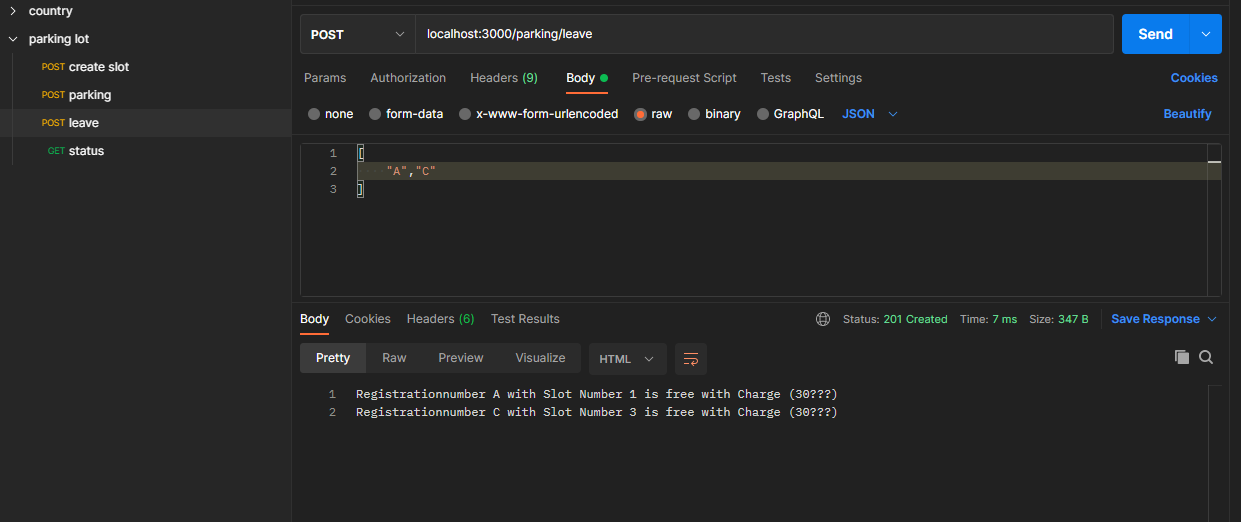 country
parking lot
POST create slot
POST parking
POST leave
GET status
POST localhost:3000/parking/leave Send
Params Authorization Headers (9) Body Pre-request Script Tests Settings Cookies
none form-data x-www-form-urlencoded raw binary GraphQL JSON Beautify
1 [
2 "A","C"
3 ]
Body Cookies Headers (6) Test Results Status: 201 Created Time: 7 ms Size: 347 B Save Response
Pretty Raw Preview Visualize HTML
1 Registrationnumber A with Slot Number 1 is free with Charge (30???)
2 Registrationnumber C with Slot Number 3 is free with Charge (30???)